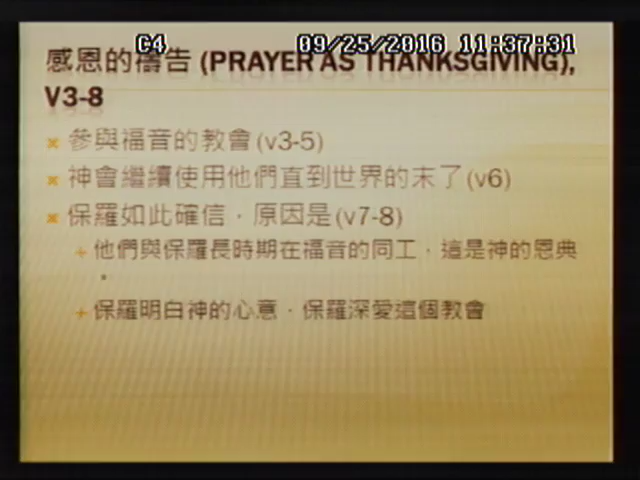 C4 09/25/2016 11:37:31
感恩的禱告 (PRAYER AS THANKSGIVING),
V3-8
參與福音的教會(v3-5)
神會繼續使用他們直到世界的末了(v6)
保羅如此確信，原因是(v7-8)
他們與保羅長時期在福音的同工，這是神的恩典
。
保羅明白神的心意，保羅深愛這個教會